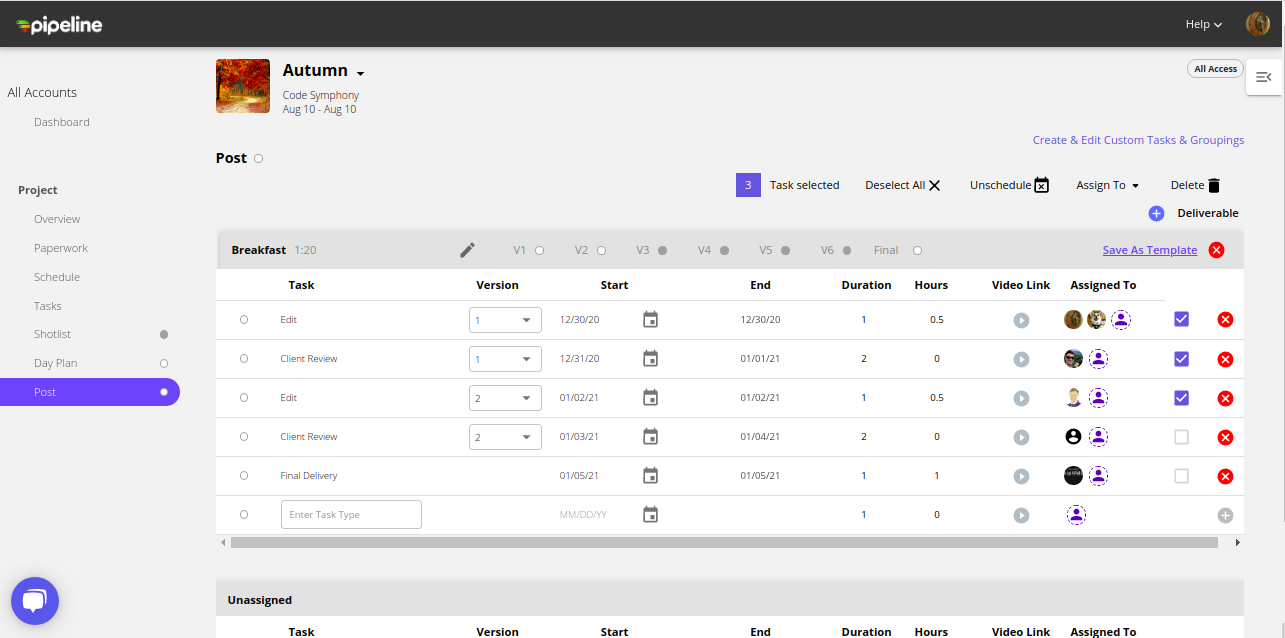 pipeline Help
All Accounts
Dashboard
Project
Overview
Paperwork
Schedule
Tasks
Shotlist
Day Plan
Post
Autumn
Code Symphony
Aug 10 - Aug 10
All Access
Create & Edit Custom Tasks & Groupings
Post
3 Task selected Deselect All Unschedule Assign To Delete
Deliverable
Breakfast 1:20 V1 V2 V3 V4 V5 V6 Final Save As Template
Task Version Start End Duration Hours Video Link Assigned To
Edit 1 12/30/20 12/30/20 1 0.5
Client Review 1 12/31/20 01/01/21 2 0
Edit 2 01/02/21 01/02/21 1 0.5
Client Review 2 01/03/21 01/04/21 2 0
Final Delivery 01/05/21 01/05/21 1 1
Enter Task Type MM/DD/YY 1 0
Unassigned
Task Version Start End Duration Hours Video Link Assigned To